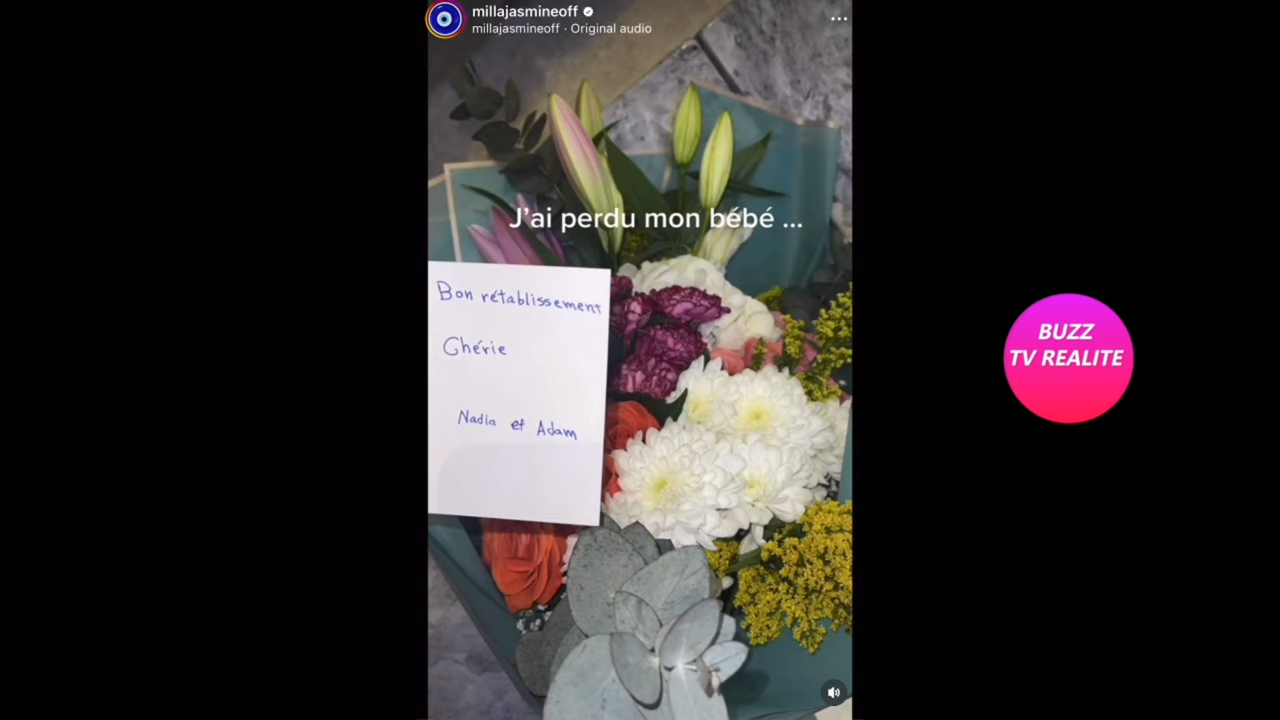 millajasmineoff
millajasmineoff · Original audio
J'ai perdu mon bébé ...
Bon rétablissement
Chérie
Nadia et Adam
BUZZ
TV REALITE